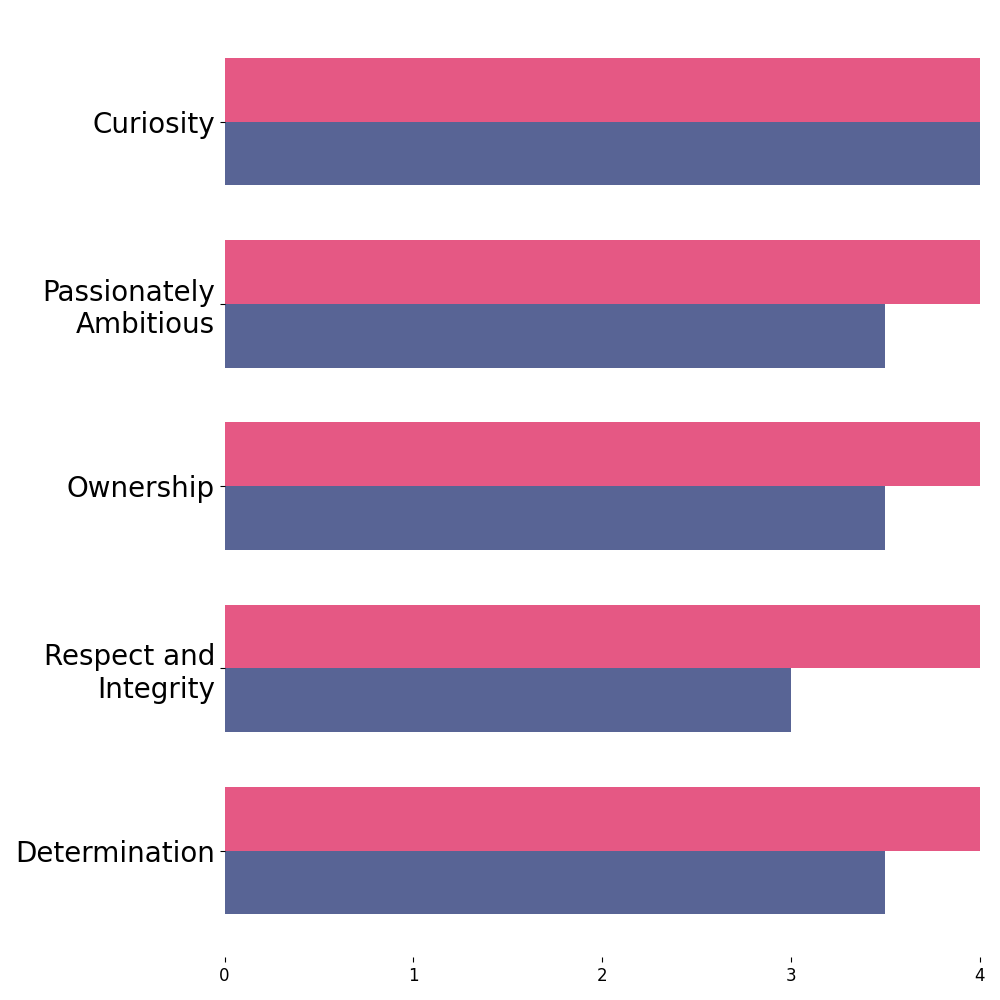 Curiosity
Passionately
Ambitious
Ownership
Respect and
Integrity
Determination
0 1 2 3 4